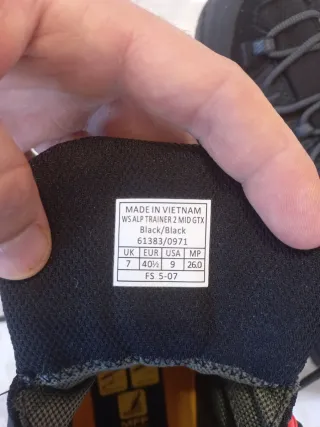 MADE IN VIETNAM
WS ALP TRAINER 2 MID GTX
Black/Black
61383/0971
UK EUR USA MP
7 40½ 9 26.0
FS 5-07